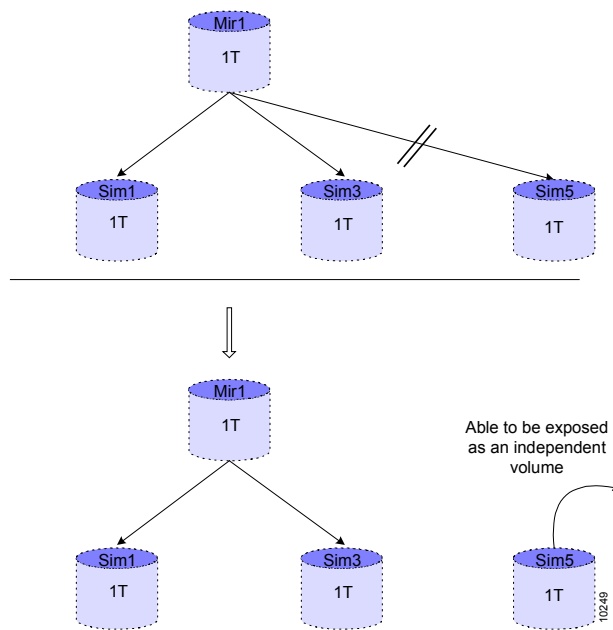 Mir1
1T
Sim1
Sim3
Sim5
1T
1T
1T
Mir1
1T
Able to be exposed
as an independent
volume
Sim1
Sim3
Sim5
1T
1T
1T
10249